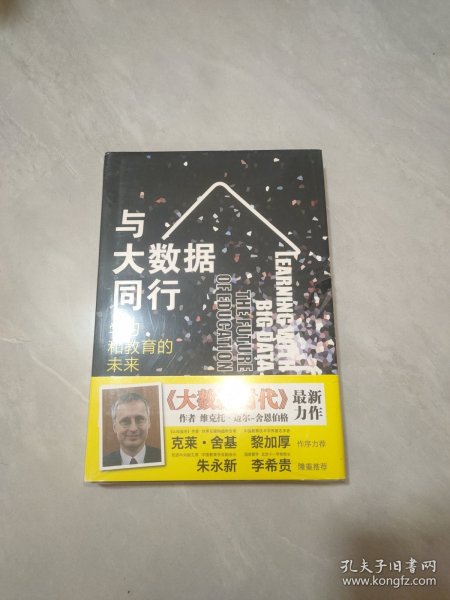 与
大数据
同行
学习
和教育的
未来
LEARNING WITH
BIG DATA
THE FUTURE
OF EDUCATION
《大数据时代》最新
力作
作者 维克托·迈尔-舍恩伯格
克莱·舍基 黎加厚 作序力荐
朱永新 李希贵 隆重推荐
孔夫子旧书网
www.kongfz.com